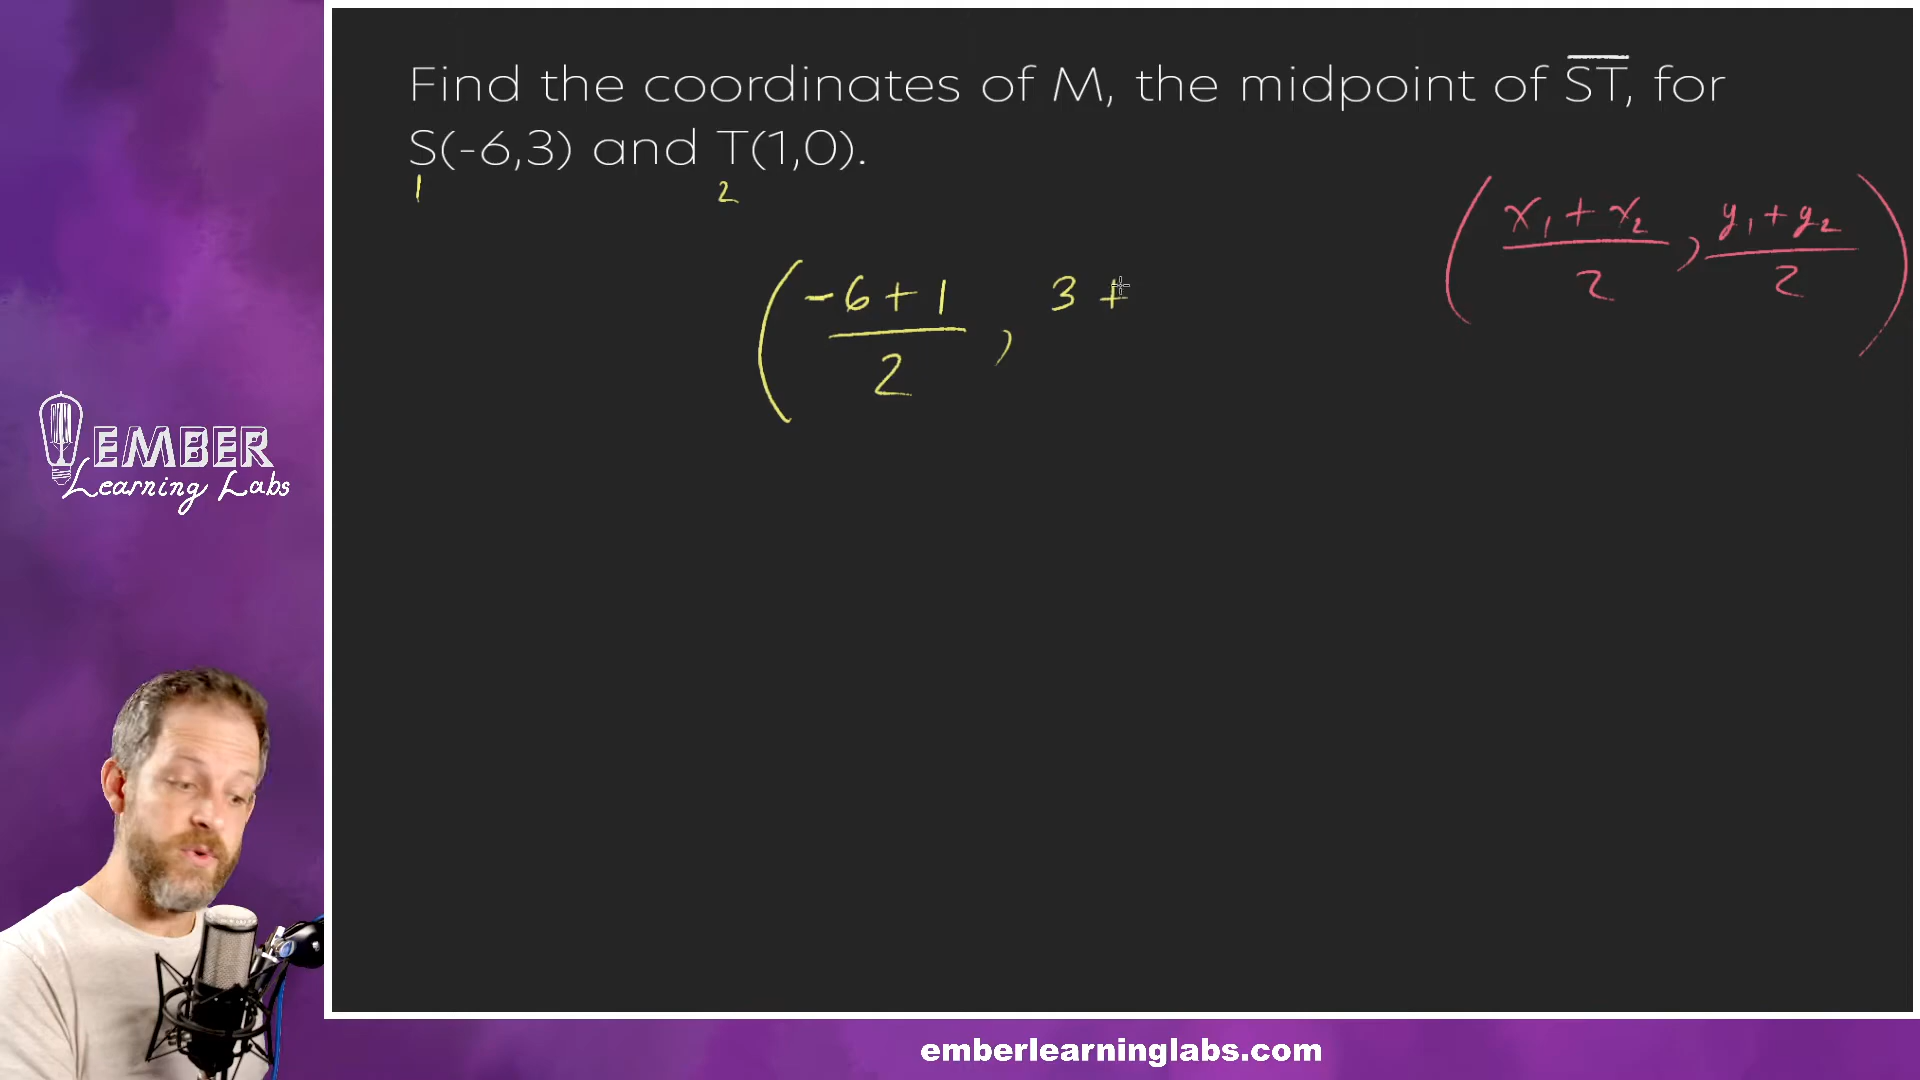 Find the coordinates of M, the midpoint of S̅T̅, for
S(-6,3) and T(1,0).
1 2
(x₁ + x₂ / 2, y₁ + y₂ / 2)
(-6 + 1 / 2, 3 +
EMBER
Learning Labs
emberlearninglabs.com